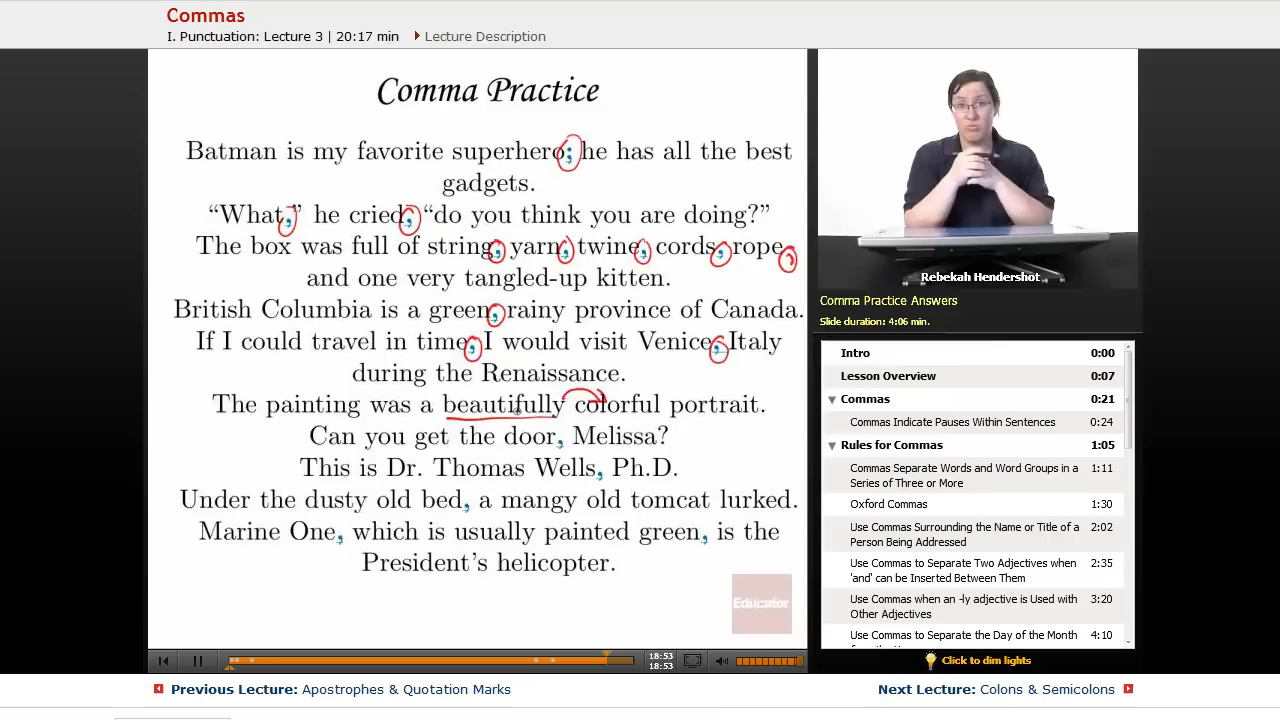 Commas
I. Punctuation: Lecture 3 | 20:17 min Lecture Description
Comma Practice
Batman is my favorite superhero; he has all the best
gadgets.
“What,” he cried, “do you think you are doing?”
The box was full of string, yarn, twine, cords, rope,
and one very tangled-up kitten.
British Columbia is a green, rainy province of Canada.
If I could travel in time, I would visit Venice, Italy
during the Renaissance.
The painting was a beautifully colorful portrait.
Can you get the door, Melissa?
This is Dr. Thomas Wells, Ph.D.
Under the dusty old bed, a mangy old tomcat lurked.
Marine One, which is usually painted green, is the
President’s helicopter.
Educator
18:53
18:53
Rebekah Hendershot
Comma Practice Answers
Slide duration: 4:06 min.
Intro 0:00
Lesson Overview 0:07
Commas 0:21
Commas Indicate Pauses Within Sentences 0:24
Rules for Commas 1:05
Commas Separate Words and Word Groups in a
Series of Three or More 1:11
Oxford Commas 1:30
Use Commas Surrounding the Name or Title of a
Person Being Addressed 2:02
Use Commas to Separate Two Adjectives when
'and' can be Inserted Between Them 2:35
Use Commas when an -ly adjective is Used with
Other Adjectives 3:20
Use Commas to Separate the Day of the Month 4:10
Click to dim lights
Previous Lecture: Apostrophes & Quotation Marks
Next Lecture: Colons & Semicolons